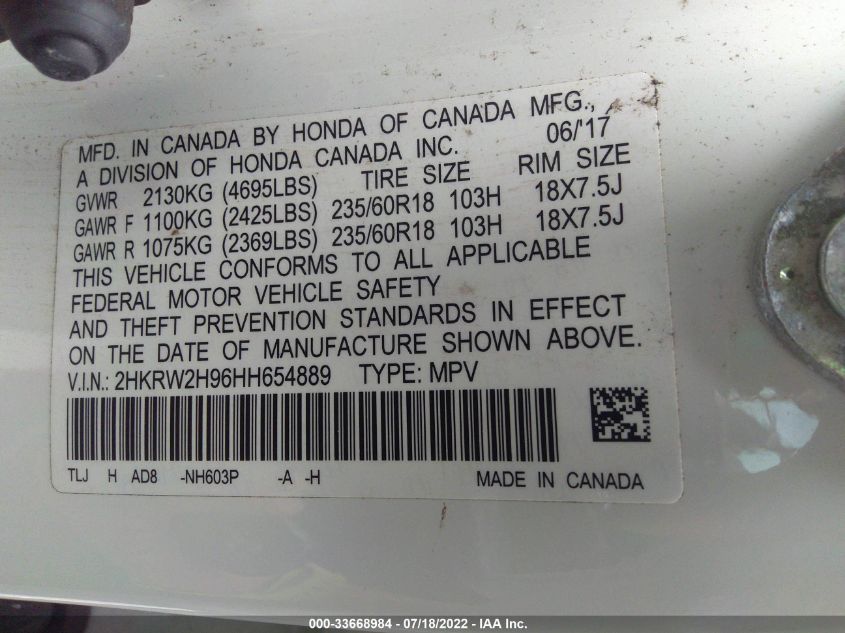 MFD. IN CANADA BY HONDA OF CANADA MFG.,
A DIVISION OF HONDA CANADA INC. 06/'17
GVWR 2130KG (4695LBS) TIRE SIZE RIM SIZE
GAWR F 1100KG (2425LBS) 235/60R18 103H 18X7.5J
GAWR R 1075KG (2369LBS) 235/60R18 103H 18X7.5J
THIS VEHICLE CONFORMS TO ALL APPLICABLE
FEDERAL MOTOR VEHICLE SAFETY
AND THEFT PREVENTION STANDARDS IN EFFECT
ON THE DATE OF MANUFACTURE SHOWN ABOVE.
V.I.N.: 2HKRW2H96HH654889 TYPE: MPV
TLJ H AD8 -NH603P -A -H MADE IN CANADA
000-33668984 - 07/18/2022 - IAA Inc.